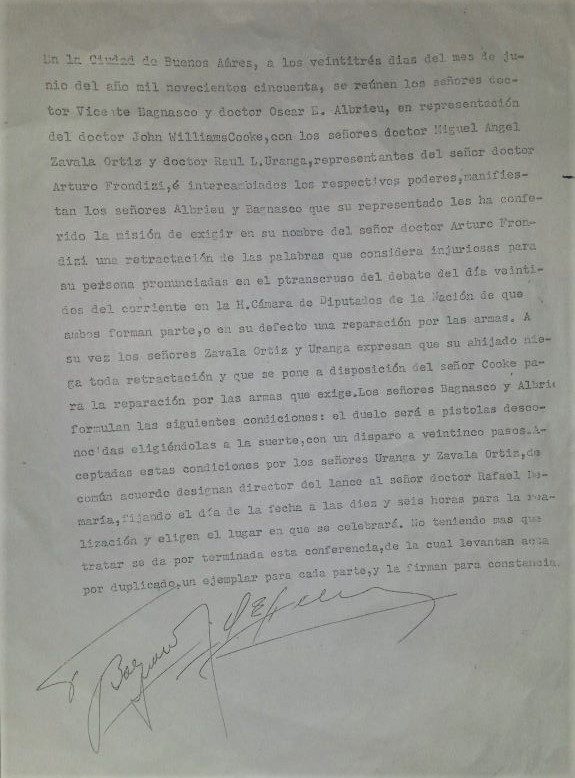 En la Ciudad de Buenos Aires, a los veintitrés dias del mes de ju-
nio del año mil novecientos cincuenta, se reúnen los señores doc-
tor Vicente Bagnasco y doctor Oscar E. Albrieu, en representación
del doctor John WilliamsCooke,con los señores doctor Miguel Angel
Zavala Ortiz y doctor Raul L.Uranga,representantes del señor doctor
Arturo Frondizi,é intercambiados los respectivos poderes,manifies-
tan los señores Albrieu y Bagnasco que su representado les ha confe-
rido la misión de exigir en su nombre del señor doctor Arturo Fron-
dizi una retractación de las palabras que considera injuriosas para
su persona pronunciadas en el ptranscruso del debate del día veinti-
dos del corriente en la H.Cámara de Diputados de la Nación de que
ambos forman parte,o en su defecto una reparación por las armas. A
su vez los señores Zavala Ortiz y Uranga expresan que su ahijado nie-
ga toda retractación y que se pone a disposición del señor Cooke pa-
ra la reparación por las armas que exige.Los señores Bagnasco y Albrie
formulan las siguientes condiciones: el duelo será a pistolas desco-
nocidas eligiéndolas a la suerte,con un disparo a veintinco pasos.A-
ceptadas estas condiciones por los señores Uranga y Zavala Ortiz,de
común acuerdo designan director del lance al señor doctor Rafael De-
maría,fijando el día de la fecha a las diez y seis horas para la rea-
lización y eligen el lugar en que se celebrará. No teniendo mas que
tratar se da por terminada esta conferencia,de la cual levantan acta
por duplicado,un ejemplar para cada parte,y la firman para constancia.